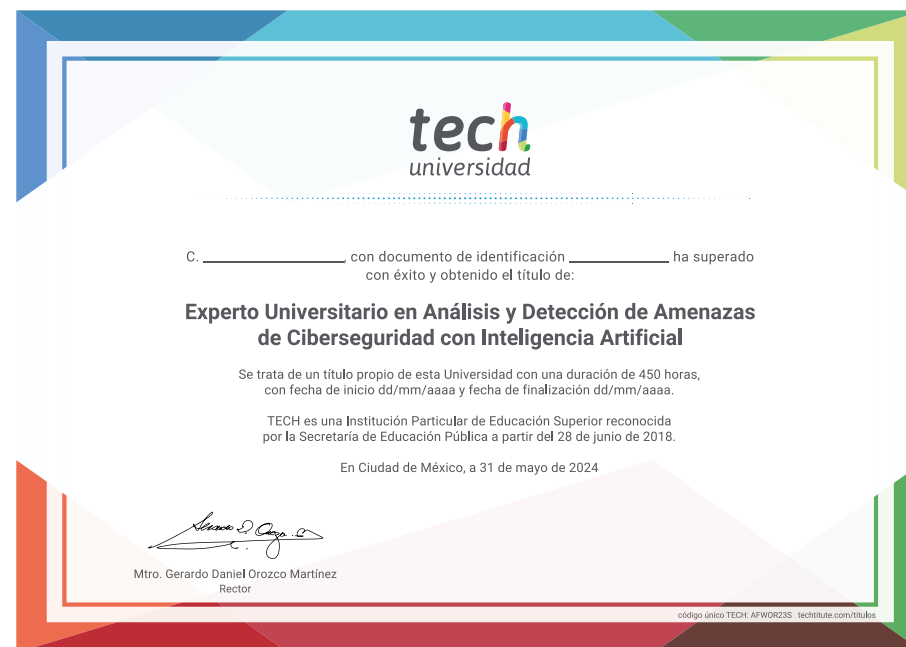 tech
universidad
C. ____________________, con documento de identificación ______________ ha superado
con éxito y obtenido el título de:
Experto Universitario en Análisis y Detección de Amenazas
de Ciberseguridad con Inteligencia Artificial
Se trata de un título propio de esta Universidad con una duración de 450 horas,
con fecha de inicio dd/mm/aaaa y fecha de finalización dd/mm/aaaa.
TECH es una Institución Particular de Educación Superior reconocida
por la Secretaría de Educación Pública a partir del 28 de junio de 2018.
En Ciudad de México, a 31 de mayo de 2024
Mtro. Gerardo Daniel Orozco Martínez
Rector
código único TECH: AFWOR23S techtitute.com/titulos